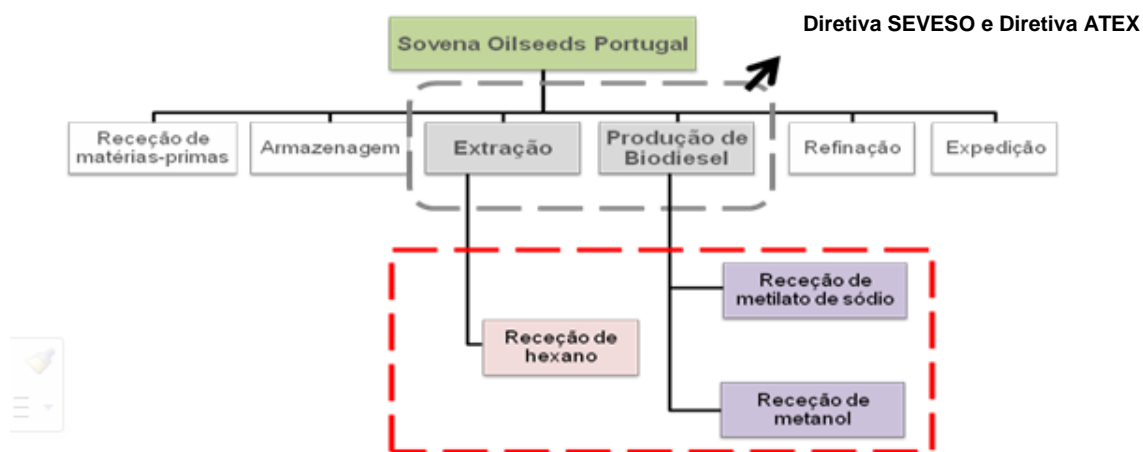 Diretiva SEVESO e Diretiva ATEX
Sovena Oilseeds Portugal
Receção de
matérias-primas
Armazenagem
Extração
Produção de
Biodiesel
Refinação
Expedição
Receção de
metilato de sódio
Receção de
hexano
Receção de
metanol